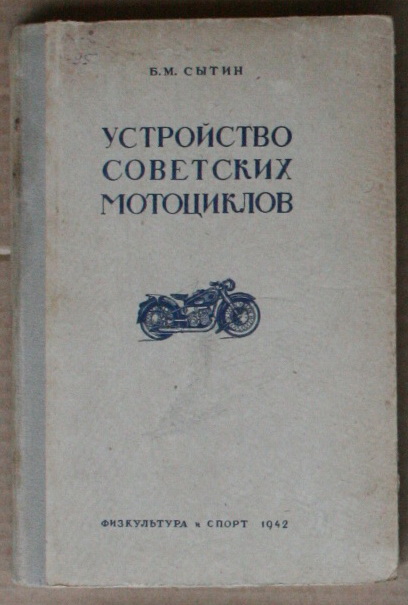 Б.М. СЫТИН
УСТРОЙСТВО
СОВЕТСКИХ
МОТОЦИКЛОВ
ФИЗКУЛЬТУРА и СПОРТ 1942